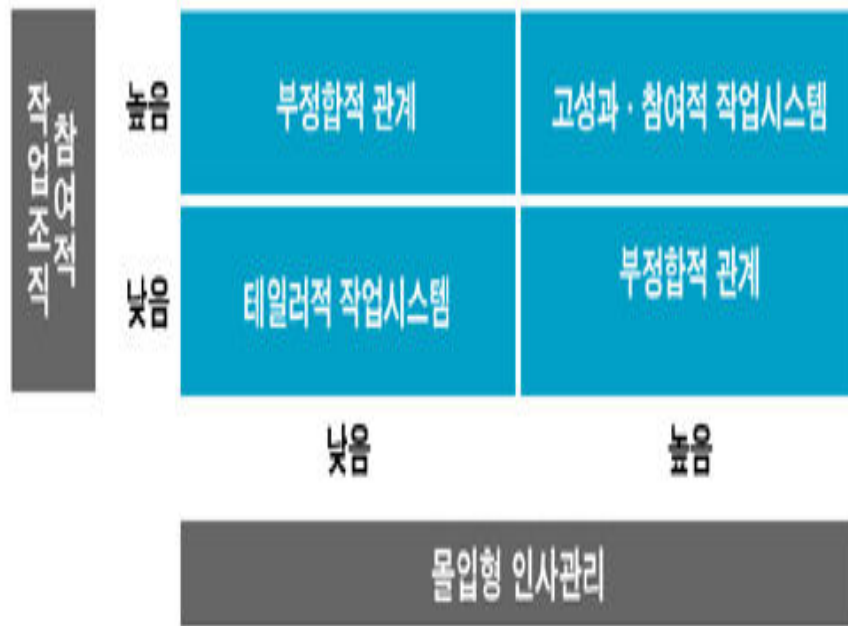 참여적
작업조직
높음
부정합적 관계
고성과 · 참여적 작업시스템
낮음
테일러적 작업시스템
부정합적 관계
낮음
높음
몰입형 인사관리